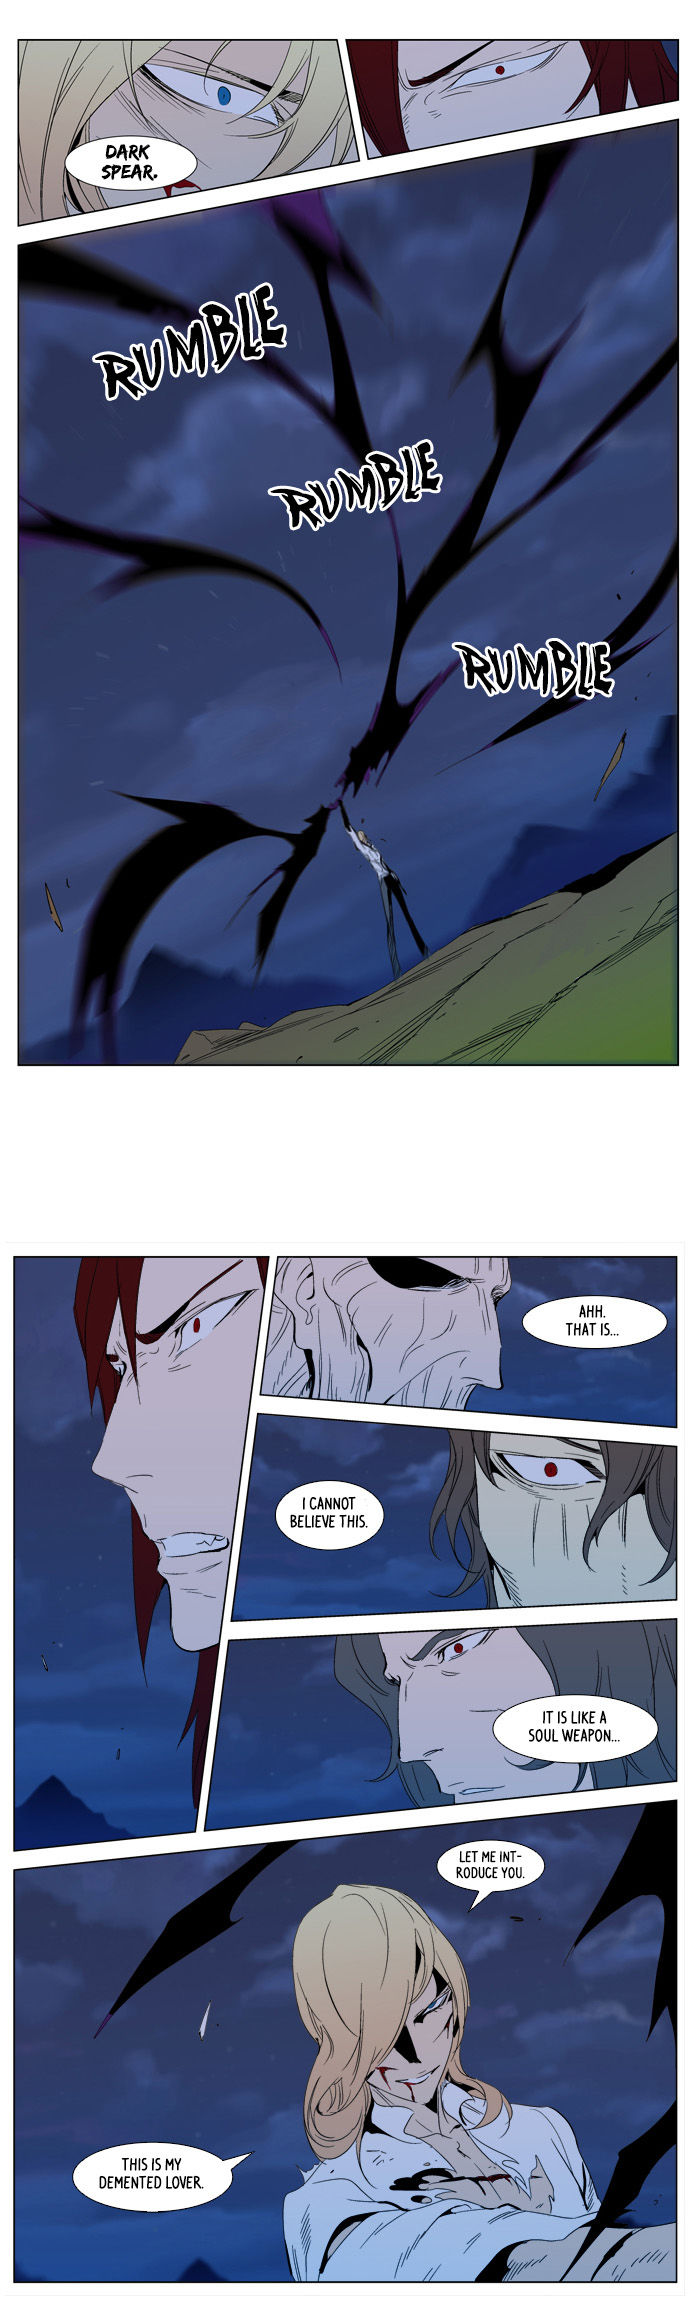 DARK
SPEAR.
RUMBLE
RUMBLE
RUMBLE
AHH.
THAT IS...
I CANNOT
BELIEVE THIS.
IT IS LIKE A
SOUL WEAPON...
LET ME INT-
RODUCE YOU.
THIS IS MY
DEMENTED LOVER.